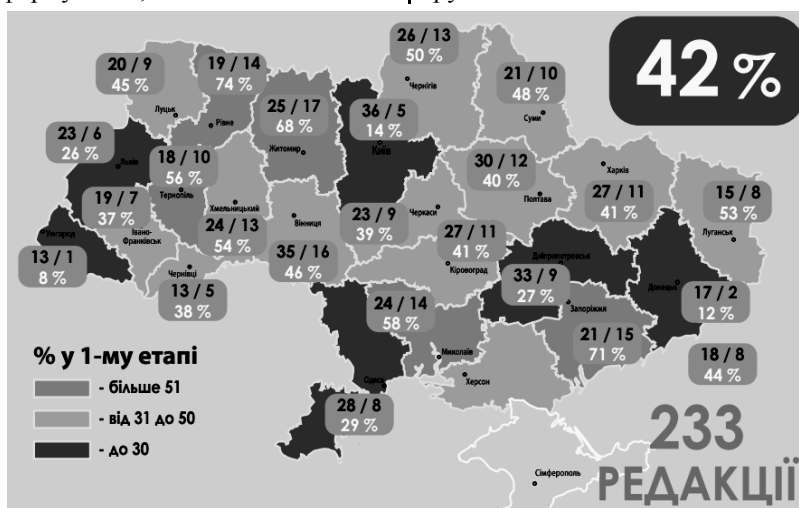 26 / 13
50 %
Чернігів
42 %
20 / 9
45 %
Луцьк
19 / 14
74 %
Рівне
25 / 17
68 %
Житомир
36 / 5
14 %
Київ
21 / 10
48 %
Суми
23 / 6
26 %
Львів
18 / 10
56 %
Тернопіль
30 / 12
40 %
Полтава
Харків
27 / 11
41 %
15 / 8
53 %
Луганськ
19 / 7
37 %
Івано-
Франківськ
Хмельницький
24 / 13
54 %
Вінниця
35 / 16
46 %
Черкаси
23 / 9
39 %
27 / 11
41 %
Кіровоград
Ужгород
13 / 1
8 %
Чернівці
13 / 5
38 %
Дніпропетровськ
33 / 9
27 %
Донецьк
17 / 2
12 %
24 / 14
58 %
Миколаїв
Запоріжжя
21 / 15
71 %
18 / 8
44 %
Одеса
28 / 8
29 %
Херсон
% у 1-му етапі
- більше 51
- від 31 до 50
- до 30
Сімферополь
233
РЕДАКЦІЇ